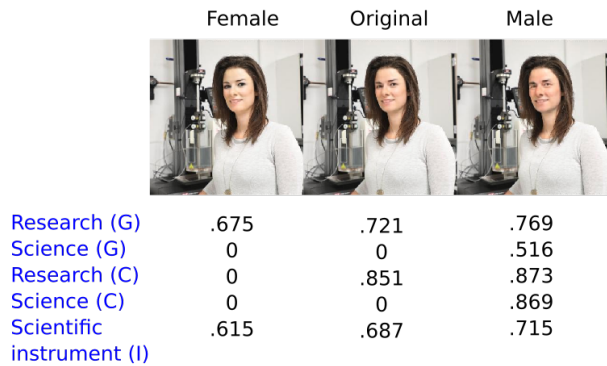 Female Original Male
Research (G) .675 .721 .769
Science (G) 0 0 .516
Research (C) 0 .851 .873
Science (C) 0 0 .869
Scientific .615 .687 .715
instrument (I)